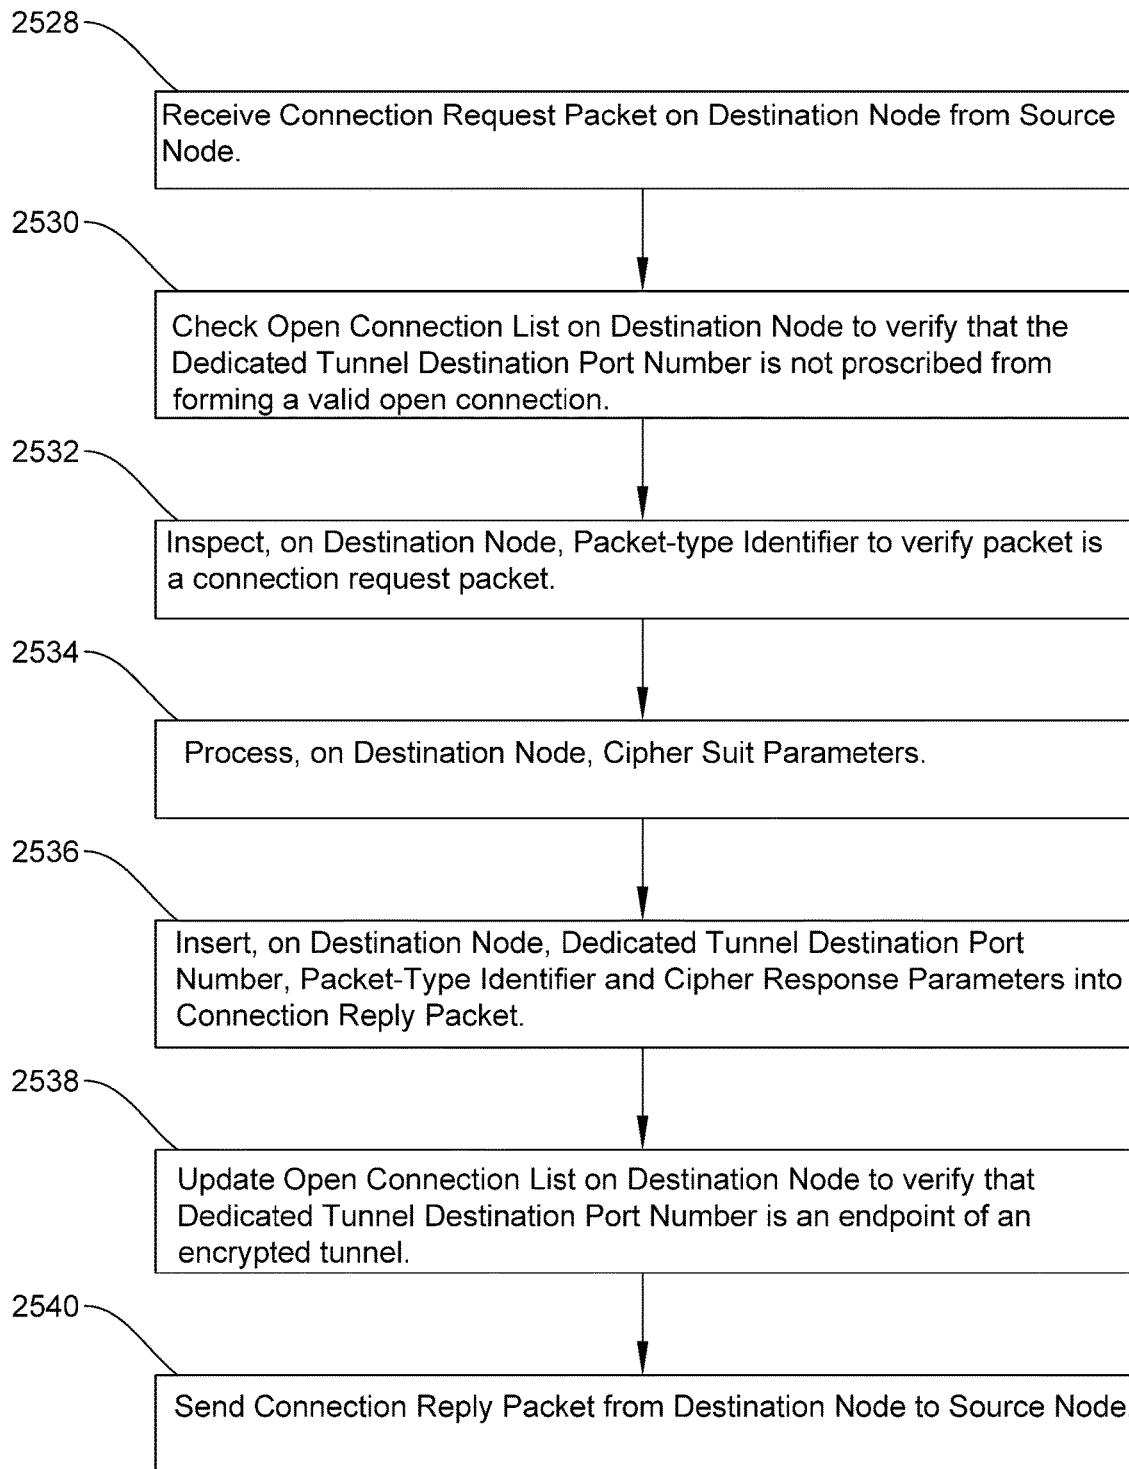 2528
Receive Connection Request Packet on Destination Node from Source
Node.
2530
Check Open Connection List on Destination Node to verify that the
Dedicated Tunnel Destination Port Number is not proscribed from
forming a valid open connection.
2532
Inspect, on Destination Node, Packet-type Identifier to verify packet is
a connection request packet.
2534
Process, on Destination Node, Cipher Suit Parameters.
2536
Insert, on Destination Node, Dedicated Tunnel Destination Port
Number, Packet-Type Identifier and Cipher Response Parameters into
Connection Reply Packet.
2538
Update Open Connection List on Destination Node to verify that
Dedicated Tunnel Destination Port Number is an endpoint of an
encrypted tunnel.
2540
Send Connection Reply Packet from Destination Node to Source Node.